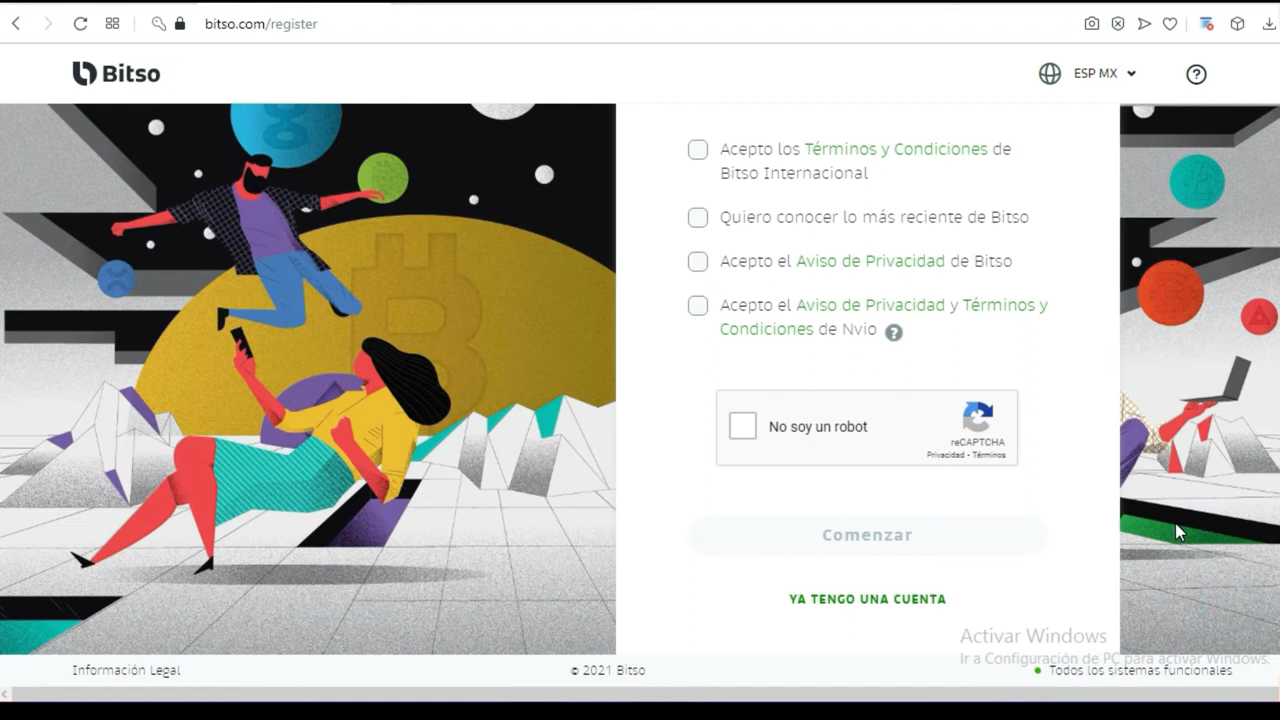 bitso.com/register
Bitso
ESP MX
Acepto los Términos y Condiciones de
Bitso Internacional
Quiero conocer lo más reciente de Bitso
Acepto el Aviso de Privacidad de Bitso
Acepto el Aviso de Privacidad y Términos y
Condiciones de Nvio ?
No soy un robot
reCAPTCHA
Privacidad - Términos
Comenzar
YA TENGO UNA CUENTA
Activar Windows
Ir a Configuración de PC para activar Windows.
Información Legal
© 2021 Bitso
Todos los sistemas funcionales